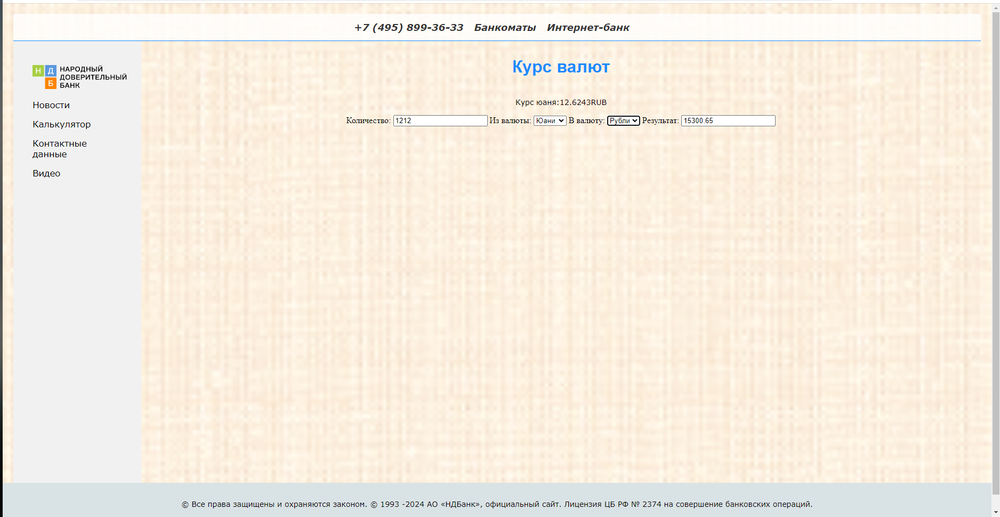 +7 (495) 899-36-33 Банкоматы Интернет-банк
Н Д Б
НАРОДНЫЙ
ДОВЕРИТЕЛЬНЫЙ
БАНК
Новости
Калькулятор
Контактные
данные
Видео
Курс валют
Курс юаня:12.6243RUB
Количество: 1212 Из валюты: Юани В валюту: Рубли Результат: 15300.65
© Все права защищены и охраняются законом. © 1993 -2024 АО «НДБанк», официальный сайт. Лицензия ЦБ РФ № 2374 на совершение банковских операций.